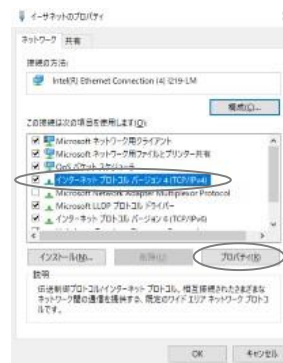 イーサネットのプロパティ
ネットワーク 共有
接続の方法:
Intel(R) Ethernet Connection (4) I219-LM
構成(C)...
この接続は次の項目を使用します(O):
Microsoft ネットワーク用クライアント
Microsoft ネットワーク用ファイルとプリンター共有
QoS パケット スケジューラ
インターネット プロトコル バージョン 4 (TCP/IPv4)
Microsoft Network Adapter Multiplexor Protocol
Microsoft LLDP プロトコル ドライバー
インターネット プロトコル バージョン 6 (TCP/IPv6)
インストール(N)... 削除(U) プロパティ(R)
説明
伝送制御プロトコル/インターネット プロトコル。相互接続されたさまざまな
ネットワーク間の通信を提供する、既定のワイド エリア ネットワーク プロトコ
ルです。
OK キャンセル